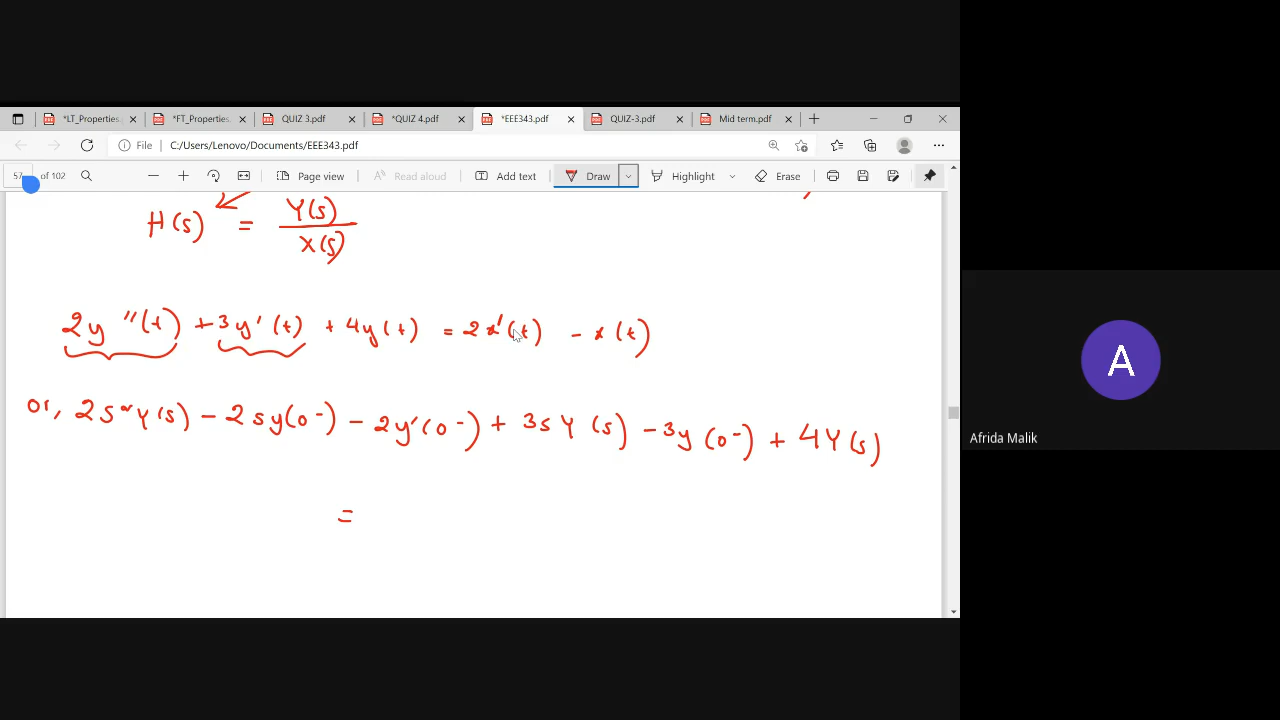 *LT_Properties *FT_Properties. QUIZ 3.pdf *QUIZ 4.pdf *EEE343.pdf QUIZ-3.pdf Mid term.pdf
File C:/Users/Lenovo/Documents/EEE343.pdf
57 of 102 Page view Read aloud Add text Draw Highlight Erase
H(s) = Y(s) / X(s)
2y''(t) + 3y'(t) + 4y(t) = 2x'(t) - x(t)
or, 2s²Y(s) - 2sy(0⁻) - 2y'(0⁻) + 3sY(s) - 3y(0⁻) + 4Y(s)
=
A
Afrida Malik